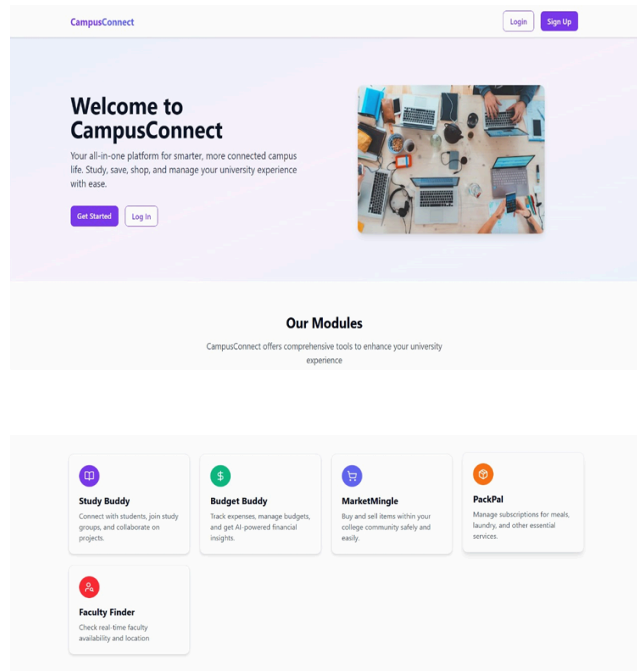 CampusConnect
Login
Sign Up
Welcome to
CampusConnect
Your all-in-one platform for smarter, more connected campus
life. Study, save, shop, and manage your university experience
with ease.
Get Started
Log In
Our Modules
CampusConnect offers comprehensive tools to enhance your university
experience
Study Buddy
Connect with students, join study
groups, and collaborate on
projects.
Budget Buddy
Track expenses, manage budgets,
and get AI-powered financial
insights.
MarketMingle
Buy and sell items within your
college community safely and
easily.
PackPal
Manage subscriptions for meals,
laundry, and other essential
services.
Faculty Finder
Check real-time faculty
availability and location